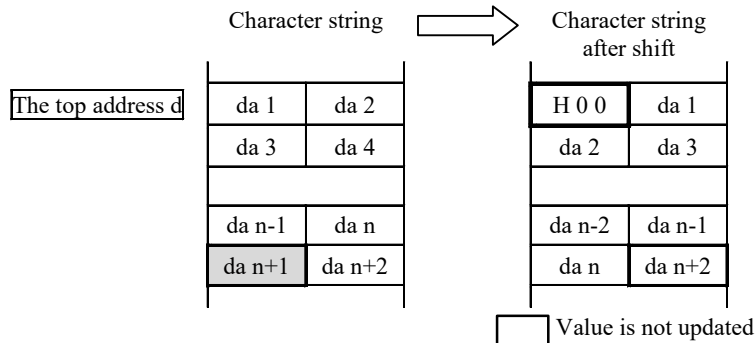 Character string
Character string
after shift
The top address d
da 1 da 2
H 0 0 da 1
da 3 da 4
da 2 da 3
da n-1 da n
da n-2 da n-1
da n+1 da n+2
da n da n+2
Value is not updated